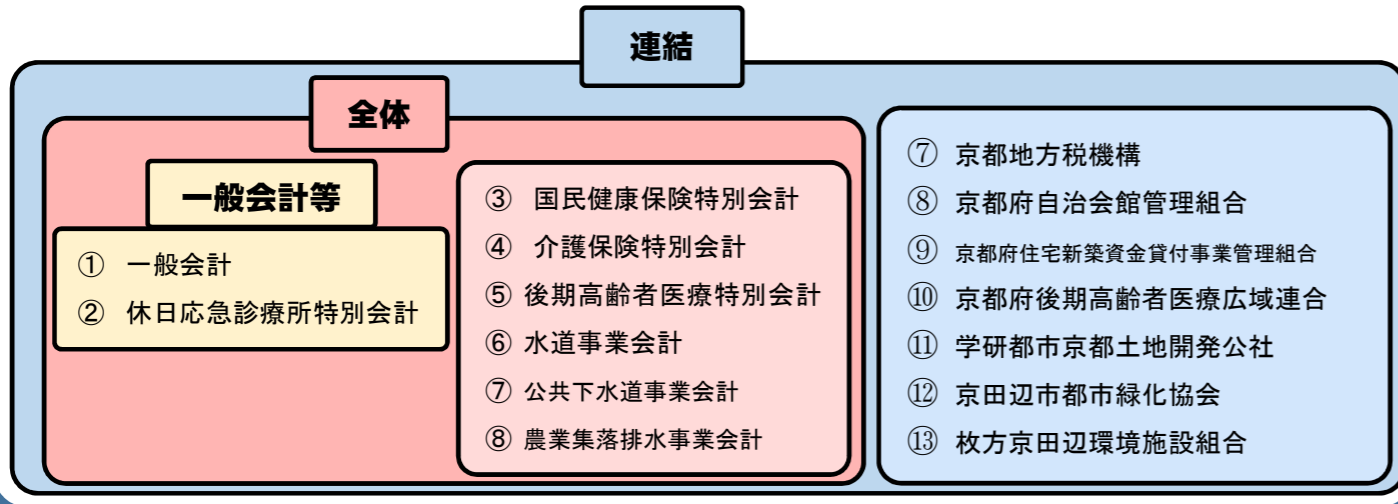 連結
全体
一般会計等
① 一般会計
② 休日応急診療所特別会計
③ 国民健康保険特別会計
④ 介護保険特別会計
⑤ 後期高齢者医療特別会計
⑥ 水道事業会計
⑦ 公共下水道事業会計
⑧ 農業集落排水事業会計
⑦ 京都地方税機構
⑧ 京都府自治会館管理組合
⑨ 京都府住宅新築資金貸付事業管理組合
⑩ 京都府後期高齢者医療広域連合
⑪ 学研都市京都土地開発公社
⑫ 京田辺市都市緑化協会
⑬ 枚方京田辺環境施設組合